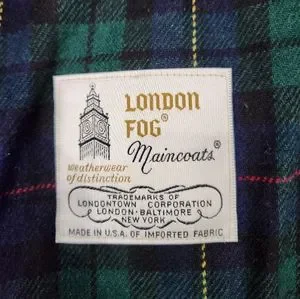 LONDON
FOG®
Maincoats®
weatherwear
of distinction
TRADEMARKS OF
LONDONTOWN CORPORATION
LONDON · BALTIMORE
NEW YORK
MADE IN U.S.A. OF IMPORTED FABRIC